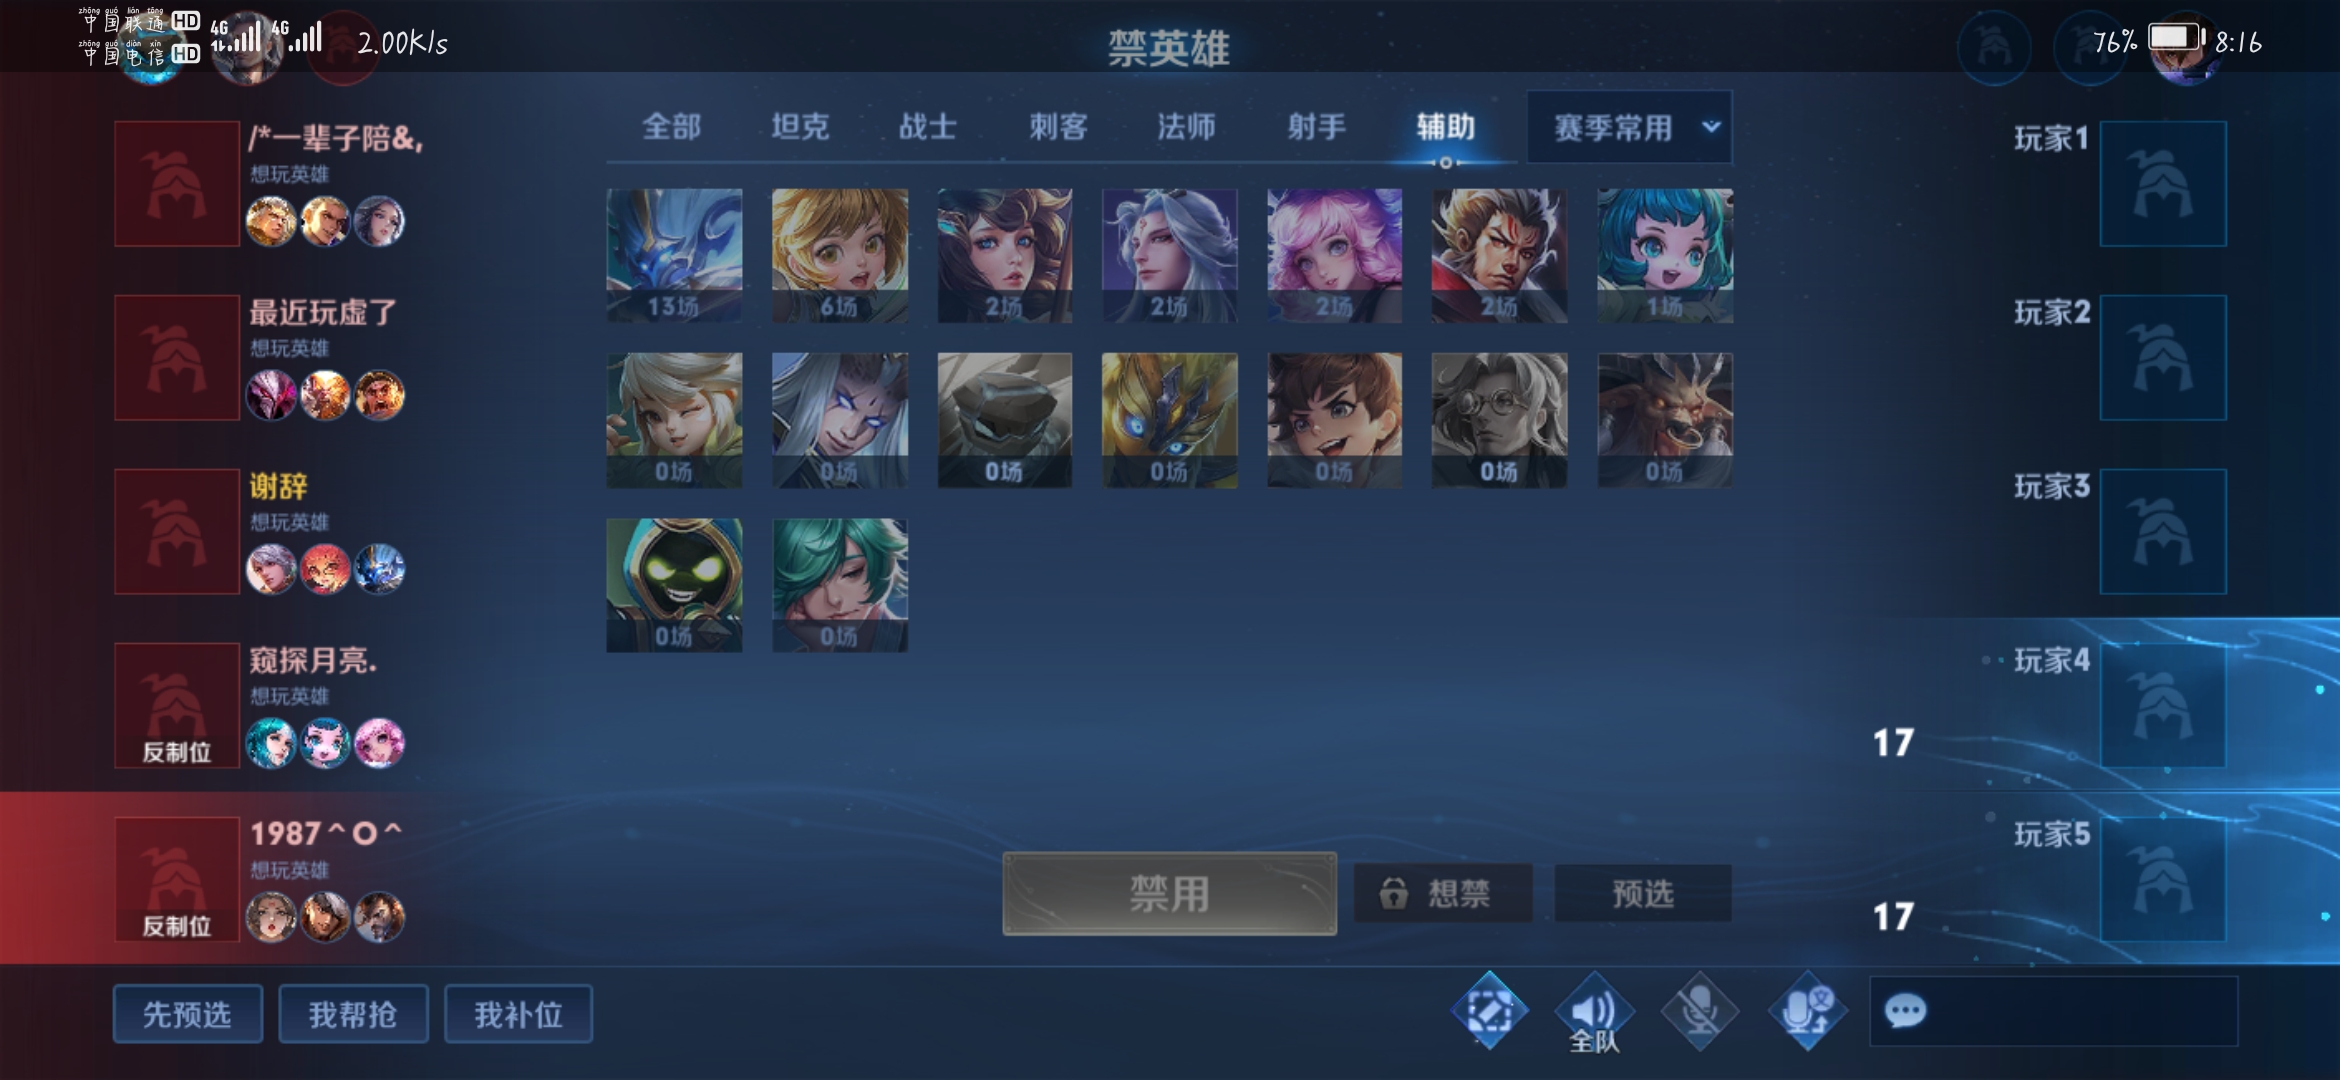 zhōng guó lián tōng
中国联通 HD 4G 4G 2.00K/s
zhōng guó diàn xìn
中国电信 HD
禁英雄
76% 8:16
全部 坦克 战士 刺客 法师 射手 辅助 赛季常用
/*一辈子陪&,
想玩英雄
最近玩虚了
想玩英雄
谢辞
想玩英雄
窥探月亮.
想玩英雄
反制位
1987^O^
想玩英雄
反制位
13场 6场 2场 2场 2场 2场 1场
0场 0场 0场 0场 0场 0场 0场
0场 0场
玩家1
玩家2
玩家3
玩家4
17
玩家5
17
禁用 想禁 预选
先预选 我帮抢 我补位
全队
文